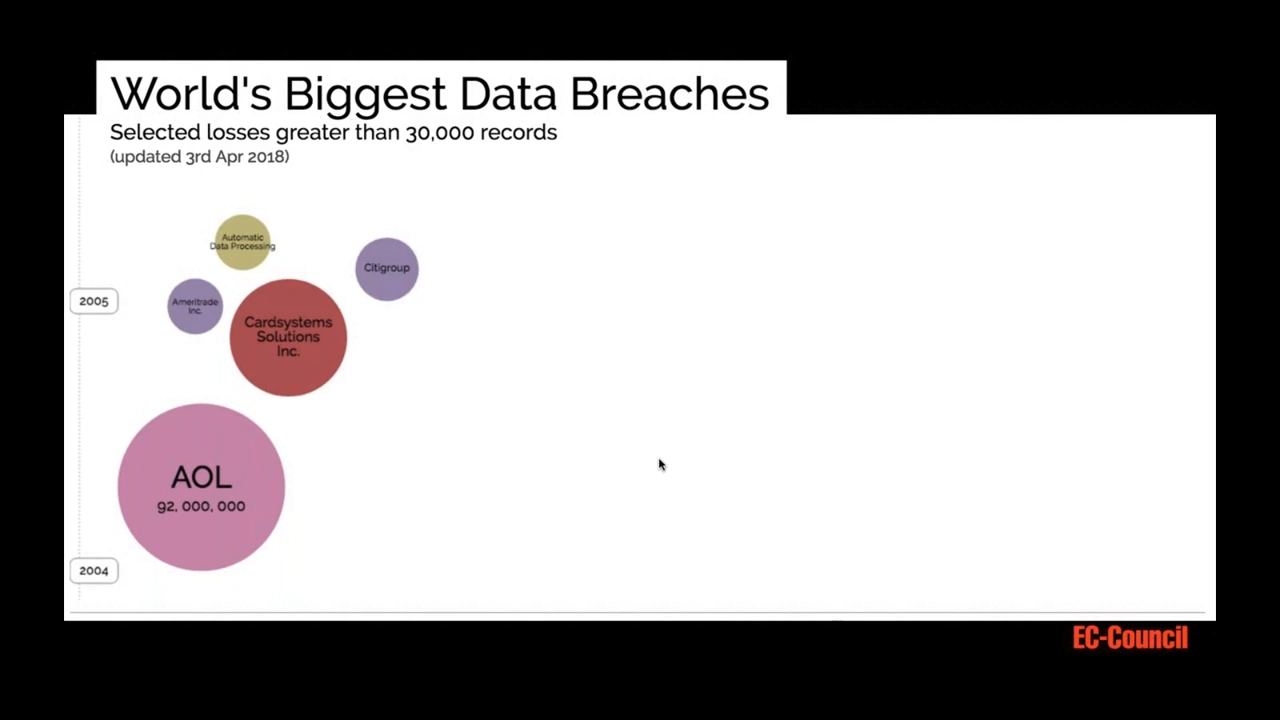 World's Biggest Data Breaches
Selected losses greater than 30,000 records
(updated 3rd Apr 2018)
Automatic
Data Processing
Citigroup
2005
Ameritrade
Inc.
Cardsystems
Solutions
Inc.
AOL
92, 000, 000
2004
EC-Council